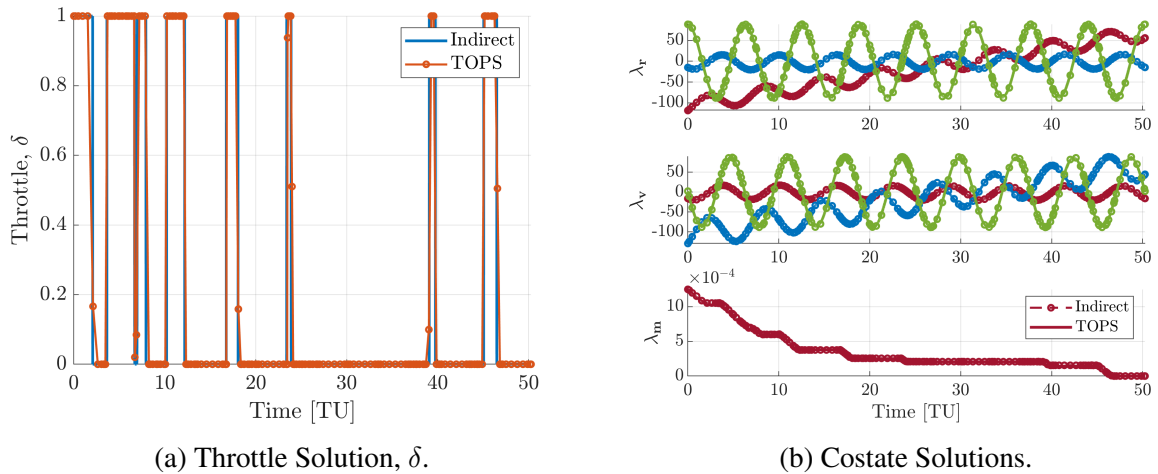 1
0.8
0.6
0.4
0.2
0
Throttle, δ
Indirect
TOPS
0 10 20 30 40 50
Time [TU]
(a) Throttle Solution, δ.
λr
50
0
-50
-100
0 10 20 30 40 50
λv
50
0
-50
-100
0 10 20 30 40 50
×10⁻⁴
λm
10
5
0
Indirect
TOPS
0 10 20 30 40 50
Time [TU]
(b) Costate Solutions.